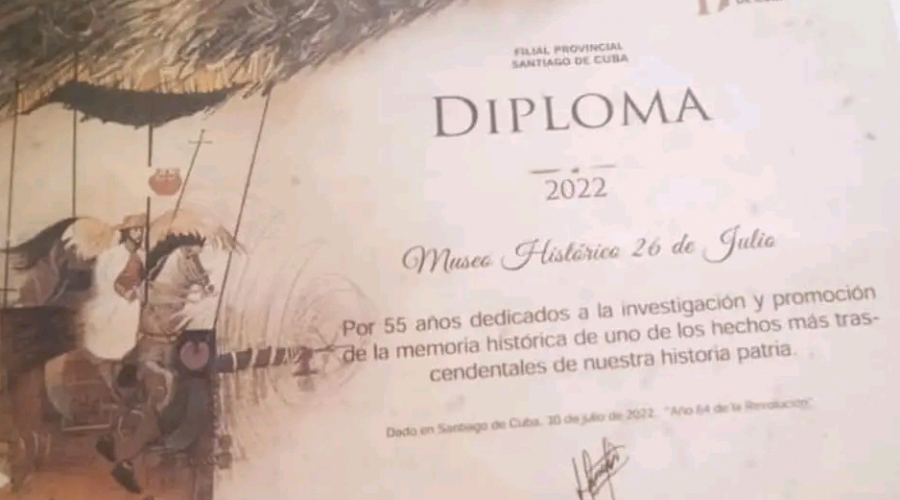 FILIAL PROVINCIAL
SANTIAGO DE CUBA
DIPLOMA
2022
Museo Histórico 26 de Julio
Por 55 años dedicados a la investigación y promoción
de la memoria histórica de uno de los hechos más tras-
cendentales de nuestra historia patria.
Dado en Santiago de Cuba, 30 de julio de 2022. "Año 64 de la Revolución"